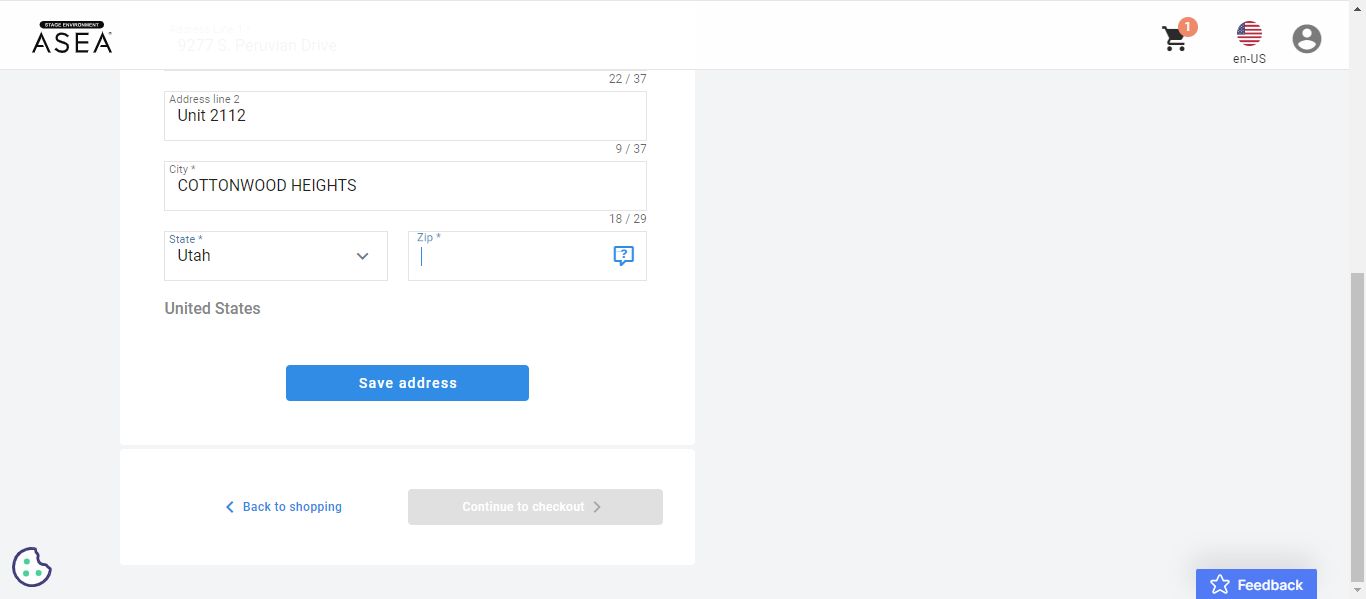 STAGE ENVIRONMENT
ASEA
1
en-US
Address Line 1 *
9277 S. Peruvian Drive
22 / 37
Address line 2
Unit 2112
9 / 37
City *
COTTONWOOD HEIGHTS
18 / 29
State *
Utah
Zip *
?
United States
Save address
Back to shopping
Continue to checkout
Feedback